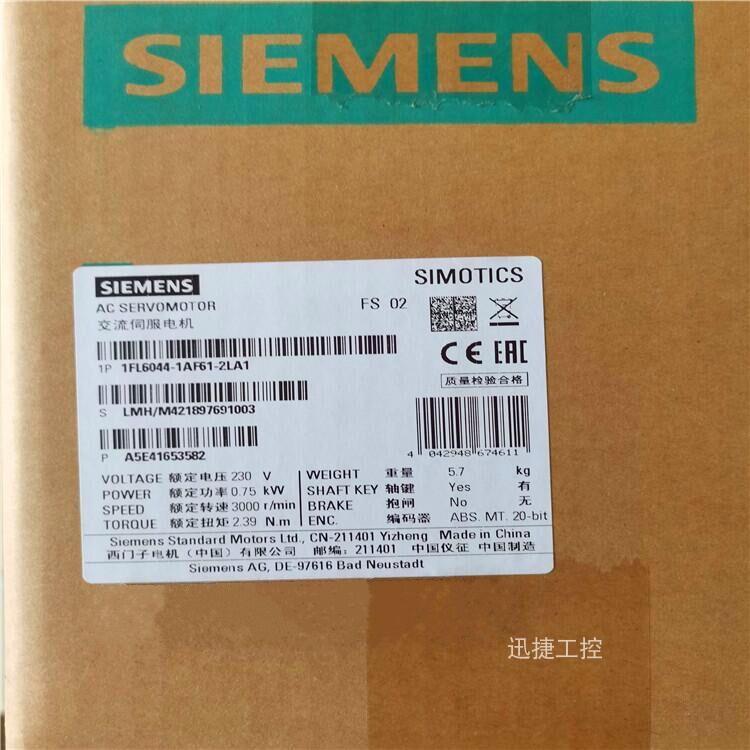 SIEMENS
SIEMENS
SIMOTICS
AC SERVOMOTOR
FS 02
交流伺服电机
1P 1FL6044-1AF61-2LA1
CE EAC
质量检验合格
S LMH/M421897691003
P A5E41653582
4 042948 674611
VOLTAGE 额定电压 230 V
POWER 额定功率 0.75 kW
SPEED 额定转速 3000 r/min
TORQUE 额定扭矩 2.39 N.m
WEIGHT 重量 5.7 kg
SHAFT KEY 轴键 Yes 有
BRAKE 抱闸 No 无
ENC. 编码器 ABS. MT. 20-bit
Siemens Standard Motors Ltd., CN-211401 Yizheng Made in China
西门子电机（中国）有限公司 邮编：211401 中国仪征 中国制造
Siemens AG, DE-97616 Bad Neustadt
迅捷工控